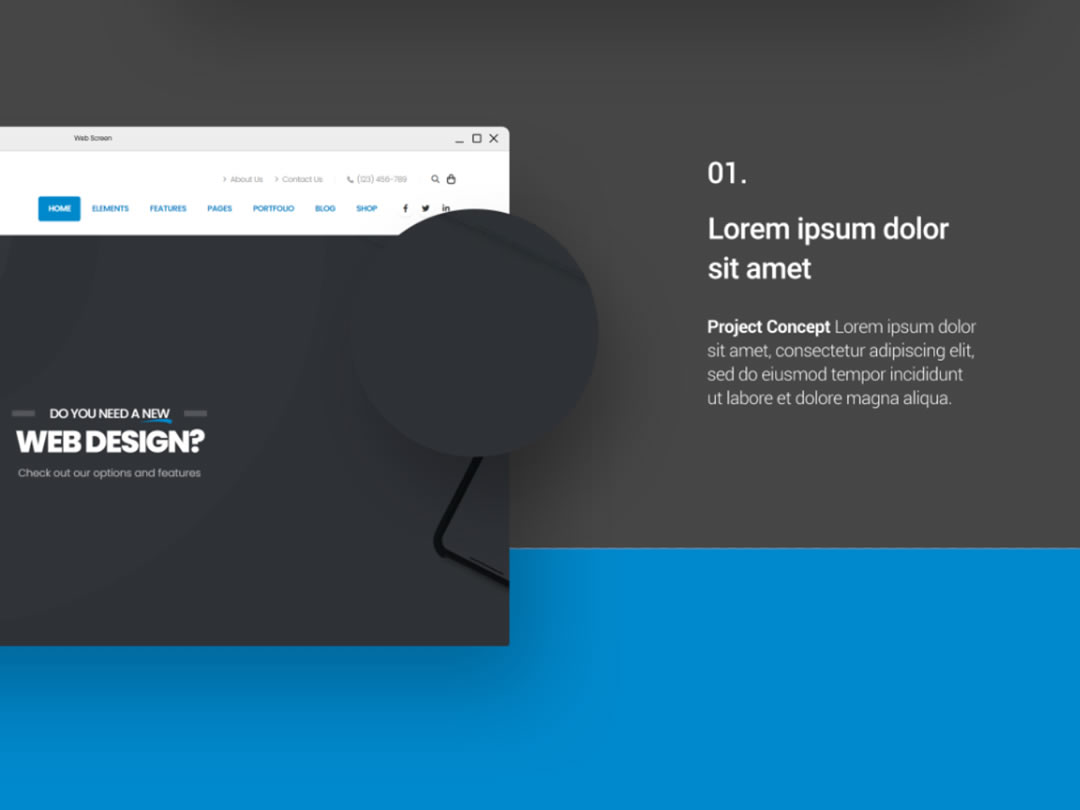 Web Screen
About Us Contact Us (123) 456-789
HOME ELEMENTS FEATURES PAGES PORTFOLIO BLOG SHOP
DO YOU NEED A NEW
WEB DESIGN?
Check out our options and features
01.
Lorem ipsum dolor
sit amet
Project Concept Lorem ipsum dolor
sit amet, consectetur adipiscing elit,
sed do eiusmod tempor incididunt
ut labore et dolore magna aliqua.